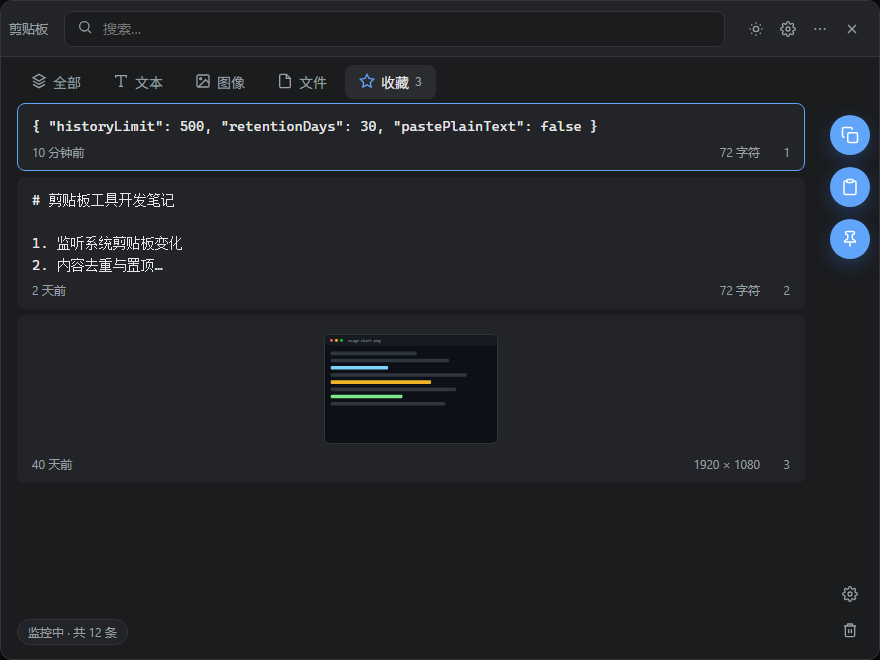 剪贴板
搜索...
全部 文本 图像 文件 收藏 3
{ "historyLimit": 500, "retentionDays": 30, "pastePlainText": false }
10 分钟前 72 字符 1
# 剪贴板工具开发笔记
1. 监听系统剪贴板变化
2. 内容去重与置顶…
2 天前 72 字符 2
40 天前 1920 × 1080 3
监控中 · 共 12 条